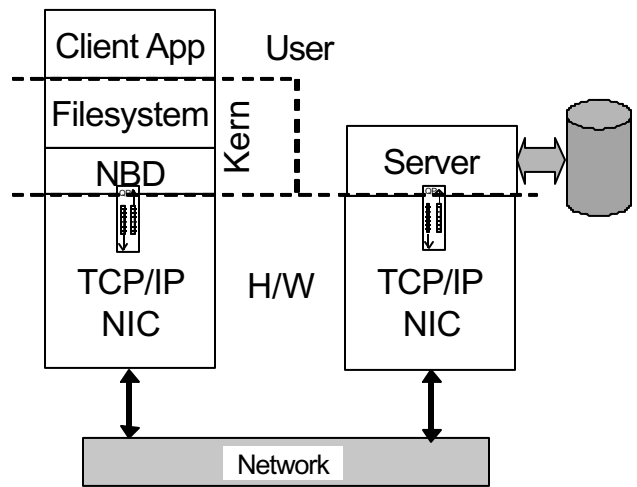 Client App
User
Filesystem
Kern
NBD
Server
TCP/IP
NIC
H/W
TCP/IP
NIC
Network